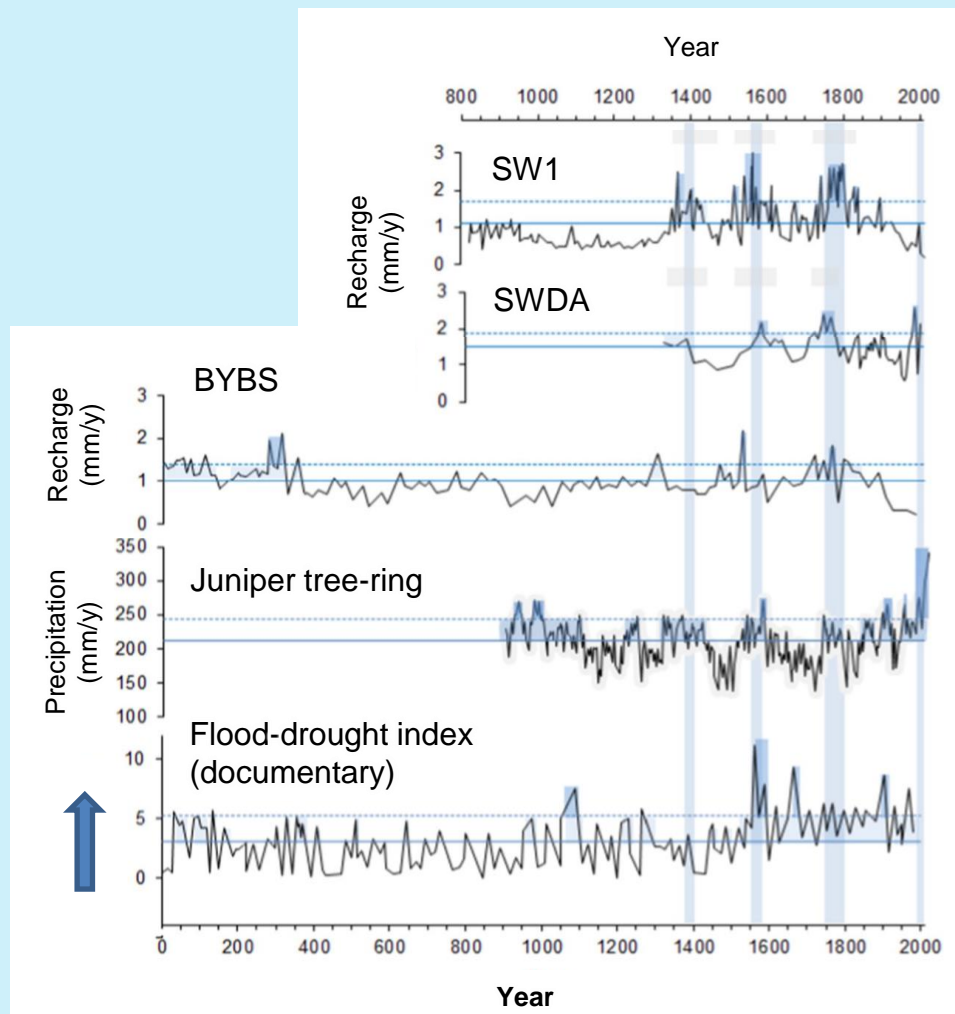 Year
800 1000 1200 1400 1600 1800 2000
3
2
1
0
SW1
Recharge
(mm/y)
3
2
1
0
SWDA
BYBS
Recharge
(mm/y)
3
2
1
0
Precipitation
(mm/y)
350
300
250
200
150
100
Juniper tree-ring
Flood-drought index
(documentary)
10
5
0
0 200 400 600 800 1000 1200 1400 1600 1800 2000
Year